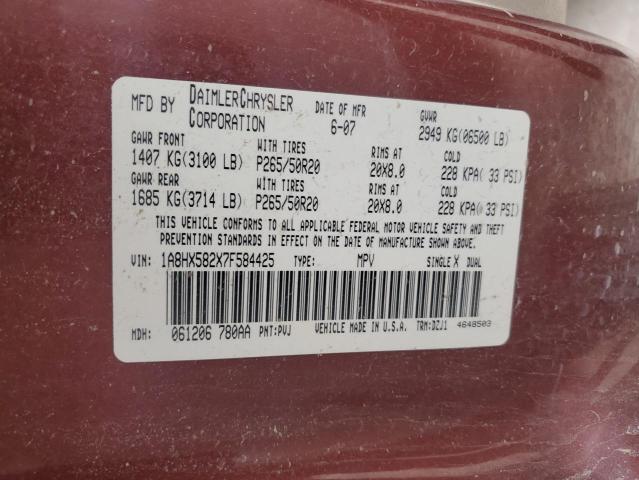 MFD BY DAIMLERCHRYSLER CORPORATION DATE OF MFR 6-07 GVWR 2949 KG(06500 LB)
GAWR FRONT WITH TIRES RIMS AT COLD
1407 KG(3100 LB) P265/50R20 20X8.0 228 KPA( 33 PSI)
GAWR REAR WITH TIRES RIMS AT COLD
1685 KG(3714 LB) P265/50R20 20X8.0 228 KPA( 33 PSI)
THIS VEHICLE CONFORMS TO ALL APPLICABLE FEDERAL MOTOR VEHICLE SAFETY AND THEFT
PREVENTION STANDARDS IN EFFECT ON THE DATE OF MANUFACTURE SHOWN ABOVE.
VIN: 1A8HX582X7F584425 TYPE: MPV SINGLE X DUAL
MDH: 061206 780AA PNT:PVJ VEHICLE MADE IN U.S.A. TRM:DZJ1 4648503